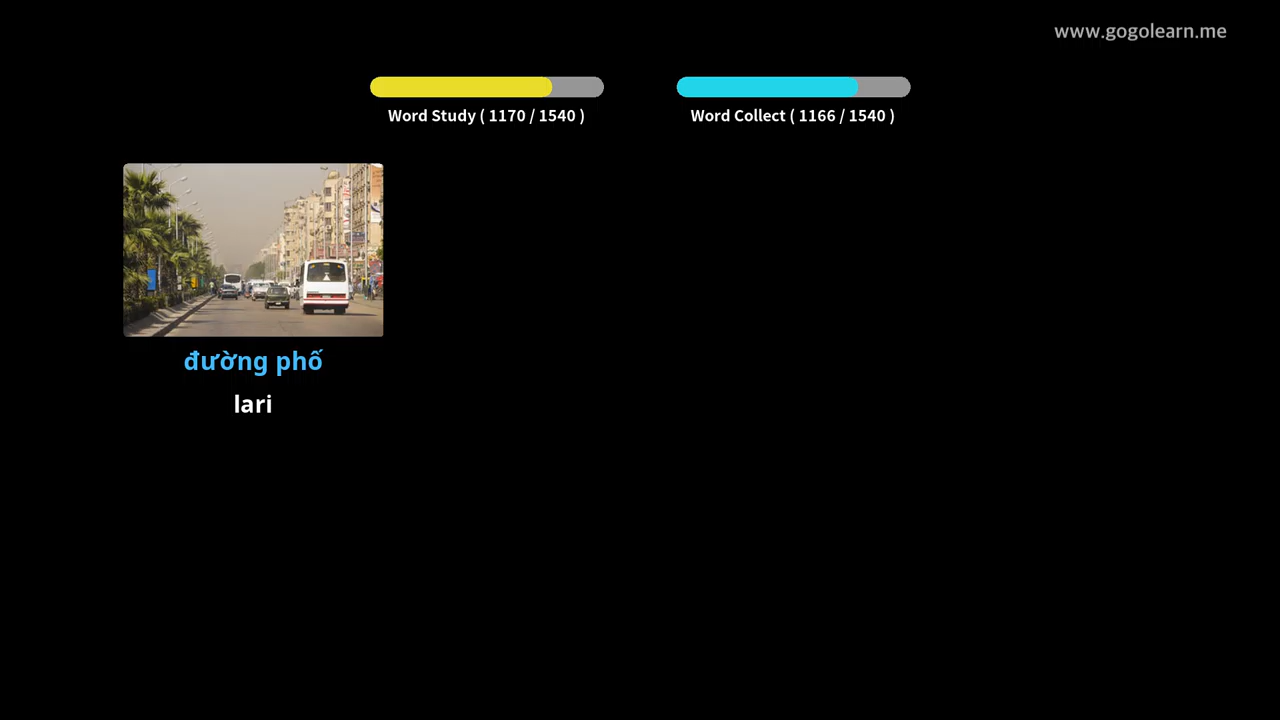 www.gogolearn.me
Word Study ( 1170 / 1540 )
Word Collect ( 1166 / 1540 )
đường phố
lari